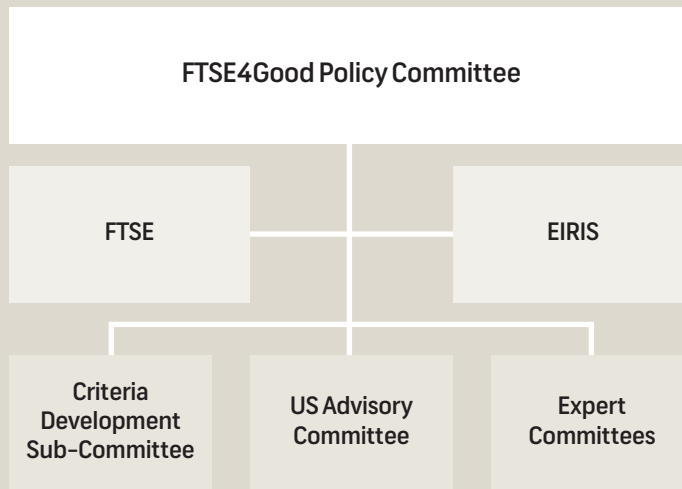 FTSE4Good Policy Committee
FTSE
EIRIS
Criteria
Development
Sub-Committee
US Advisory
Committee
Expert
Committees